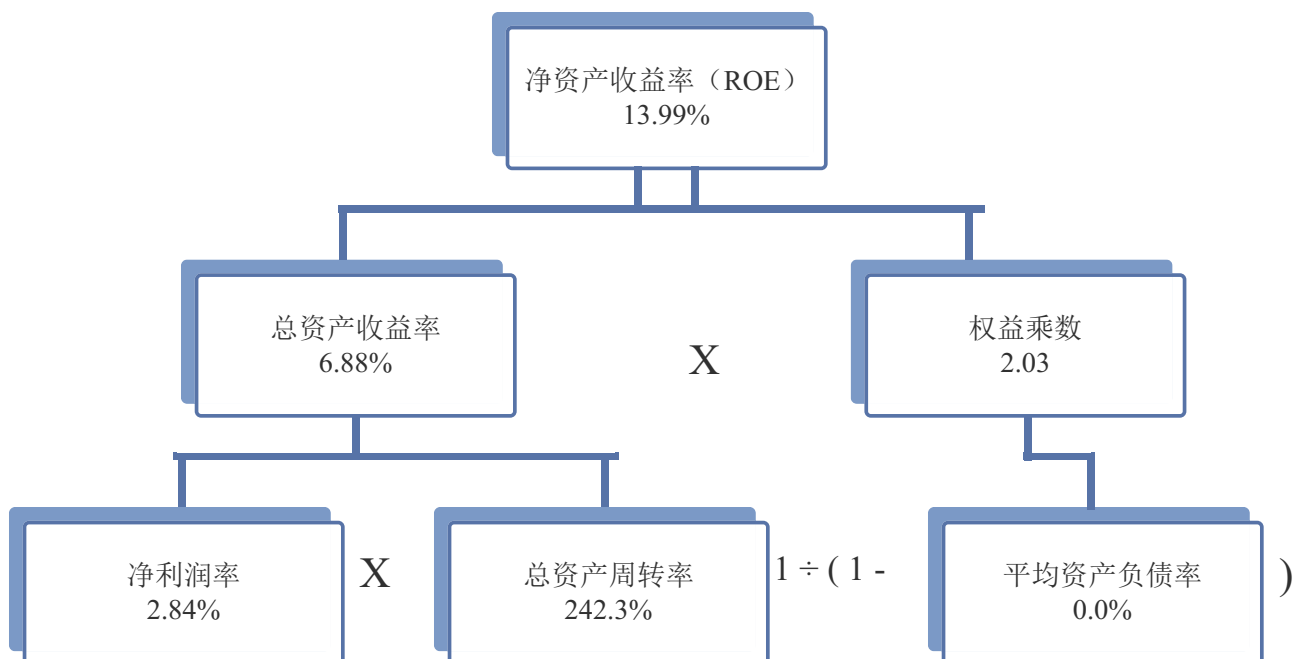 净资产收益率（ROE）
13.99%
总资产收益率
6.88%
X
权益乘数
2.03
净利润率
2.84%
X
总资产周转率
242.3%
1 ÷ ( 1 -
平均资产负债率
0.0%
)